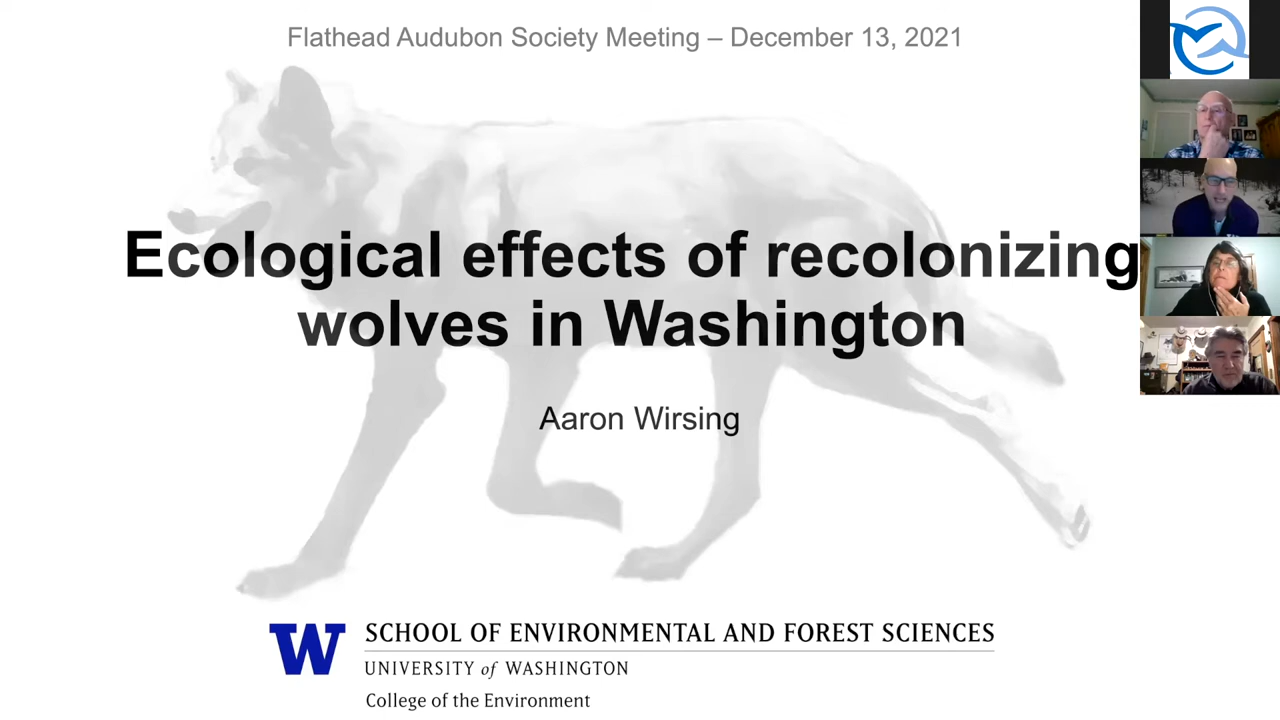 Flathead Audubon Society Meeting – December 13, 2021
Ecological effects of recolonizing
wolves in Washington
Aaron Wirsing
W
SCHOOL OF ENVIRONMENTAL AND FOREST SCIENCES
UNIVERSITY of WASHINGTON
College of the Environment